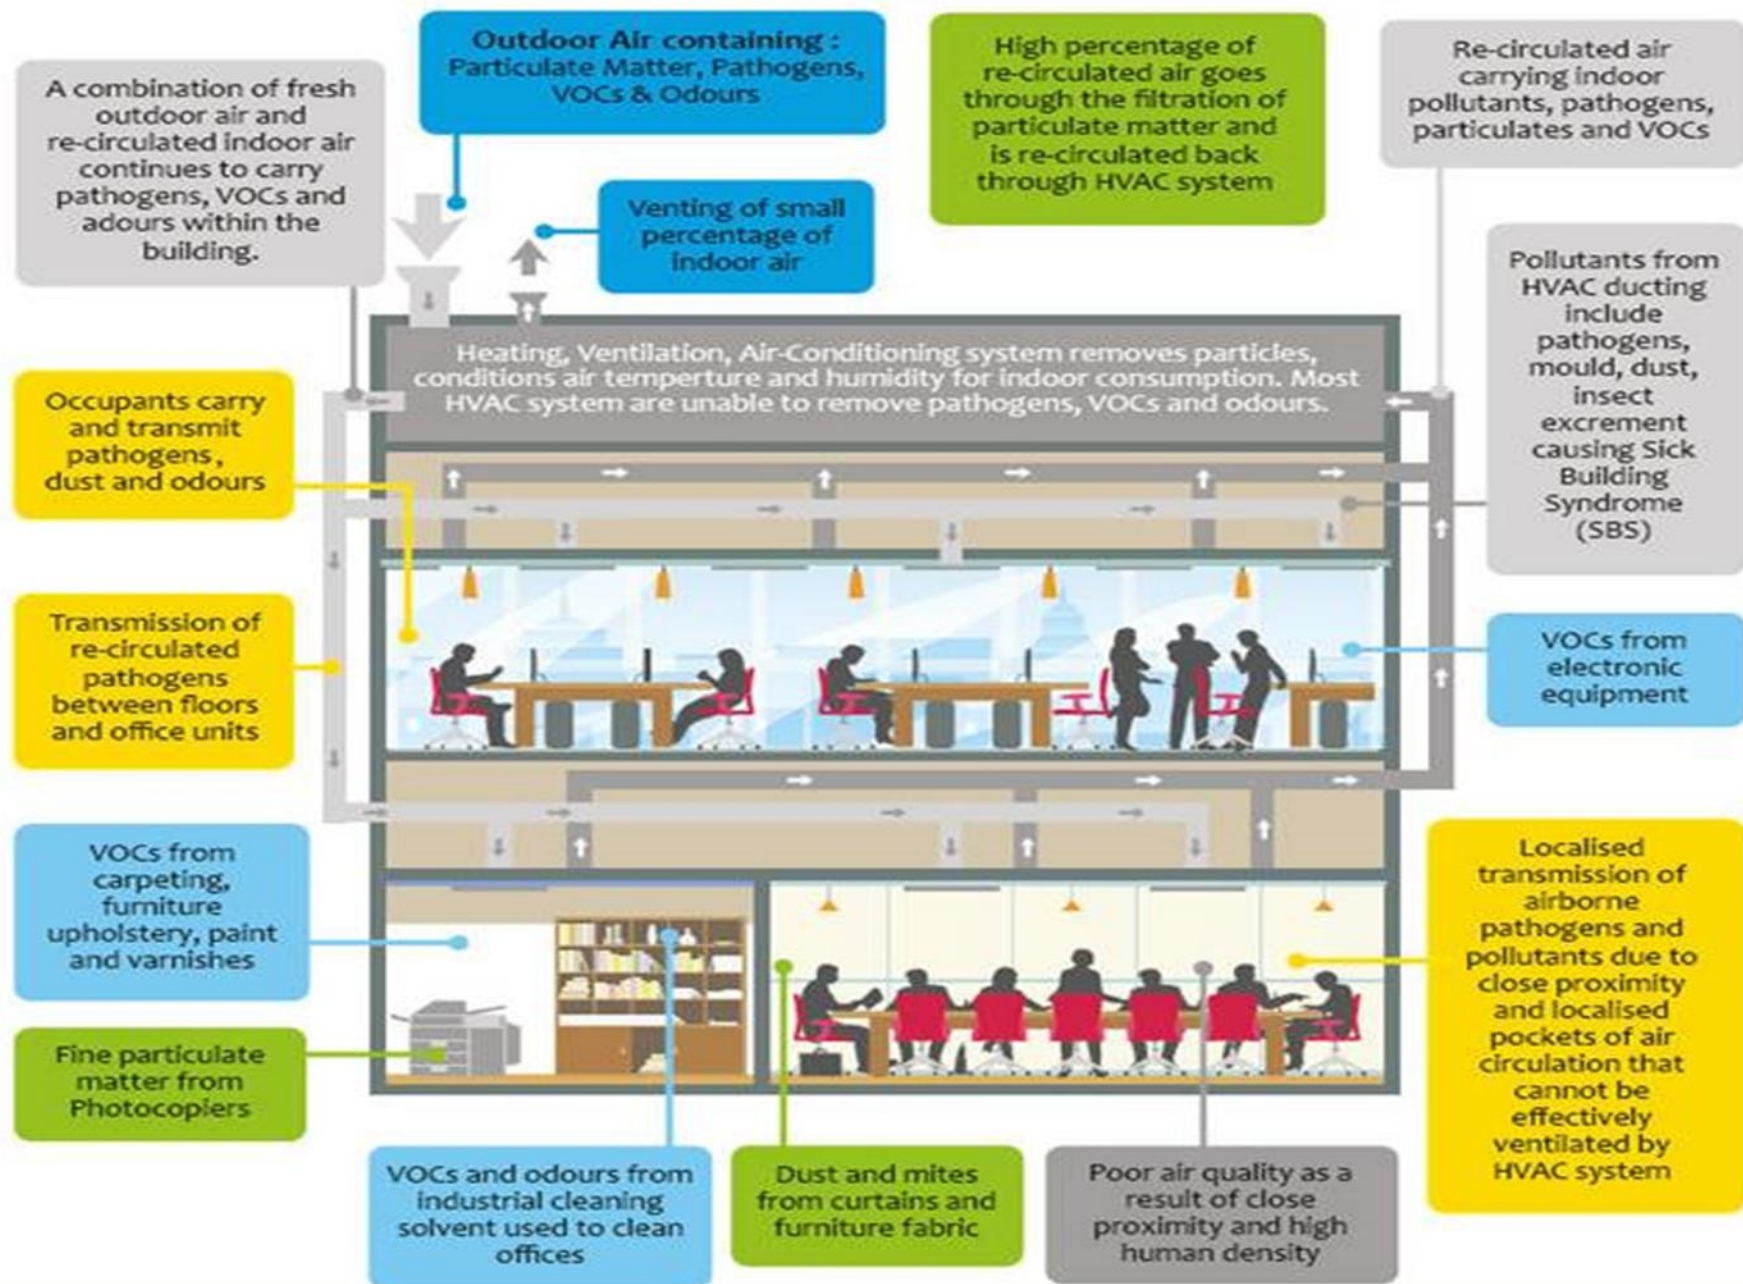 Outdoor Air containing :
Particulate Matter, Pathogens,
VOCs & Odours
High percentage of
re-circulated air goes
through the filtration of
particulate matter and
is re-circulated back
through HVAC system
Re-circulated air
carrying indoor
pollutants, pathogens,
particulates and VOCs
A combination of fresh
outdoor air and
re-circulated indoor air
continues to carry
pathogens, VOCs and
adours within the
building.
Venting of small
percentage of
indoor air
Pollutants from
HVAC ducting
include
pathogens,
mould, dust,
insect
excrement
causing Sick
Building
Syndrome
(SBS)
Heating, Ventilation, Air-Conditioning system removes particles,
conditions air temperture and humidity for indoor consumption. Most
HVAC system are unable to remove pathogens, VOCs and odours.
Occupants carry
and transmit
pathogens,
dust and odours
Transmission of
re-circulated
pathogens
between floors
and office units
VOCs from
electronic
equipment
VOCs from
carpeting,
furniture
upholstery, paint
and varnishes
Localised
transmission of
airborne
pathogens and
pollutants due to
close proximity
and localised
pockets of air
circulation that
cannot be
effectively
ventilated by
HVAC system
Fine particulate
matter from
Photocopiers
VOCs and odours from
industrial cleaning
solvent used to clean
offices
Dust and mites
from curtains and
furniture fabric
Poor air quality as a
result of close
proximity and high
human density